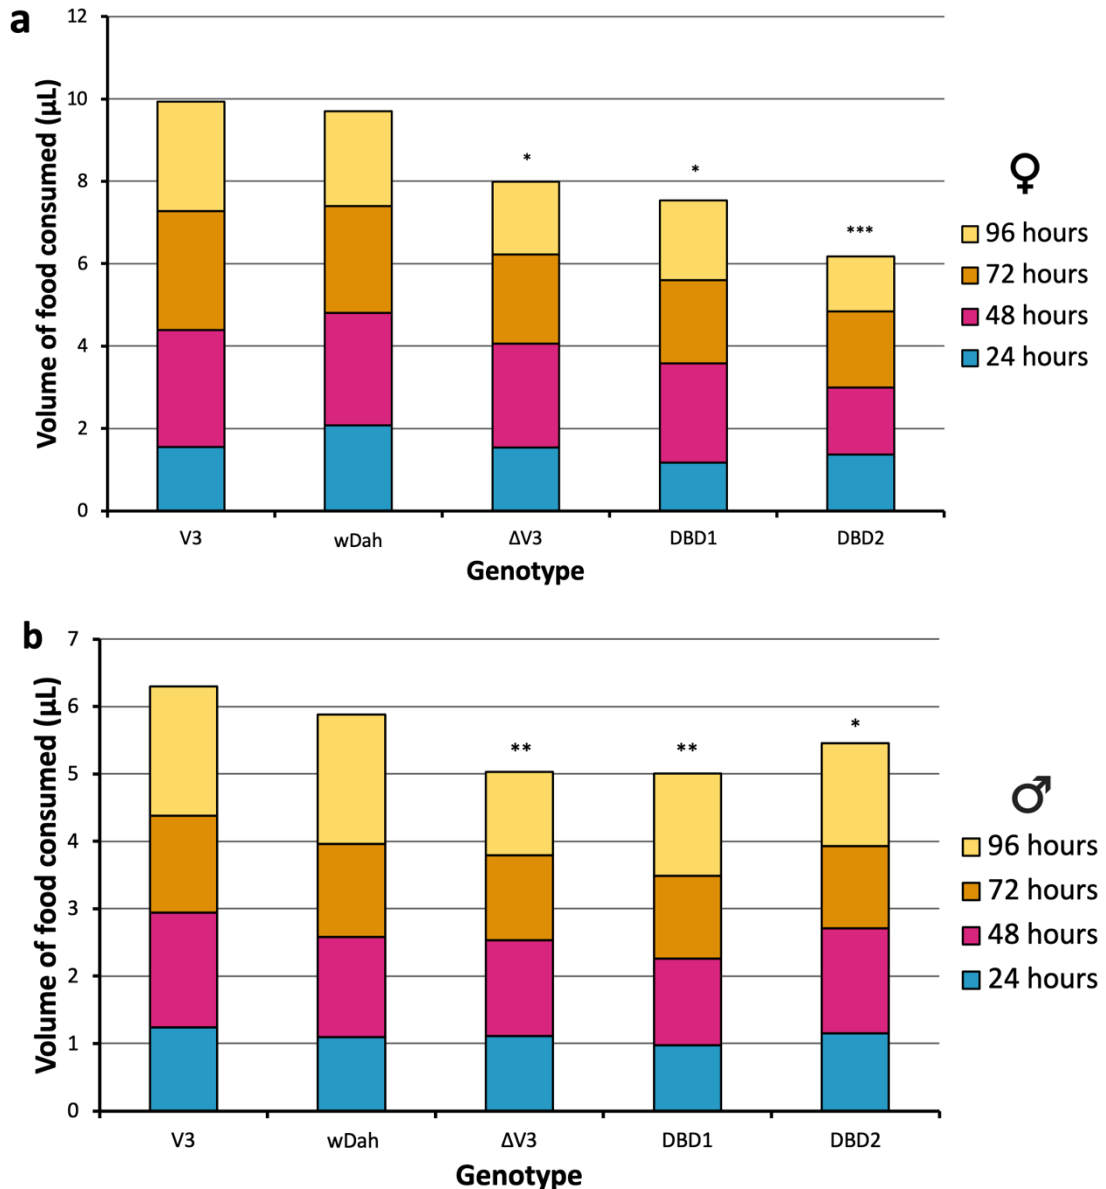 a
Volume of food consumed (µL)
12
10
8
6
4
2
0
*
*
***
V3 wDah ΔV3 DBD1 DBD2
Genotype
♀
96 hours
72 hours
48 hours
24 hours
b
Volume of food consumed (µL)
7
6
5
4
3
2
1
0
**
**
*
V3 wDah ΔV3 DBD1 DBD2
Genotype
♂
96 hours
72 hours
48 hours
24 hours